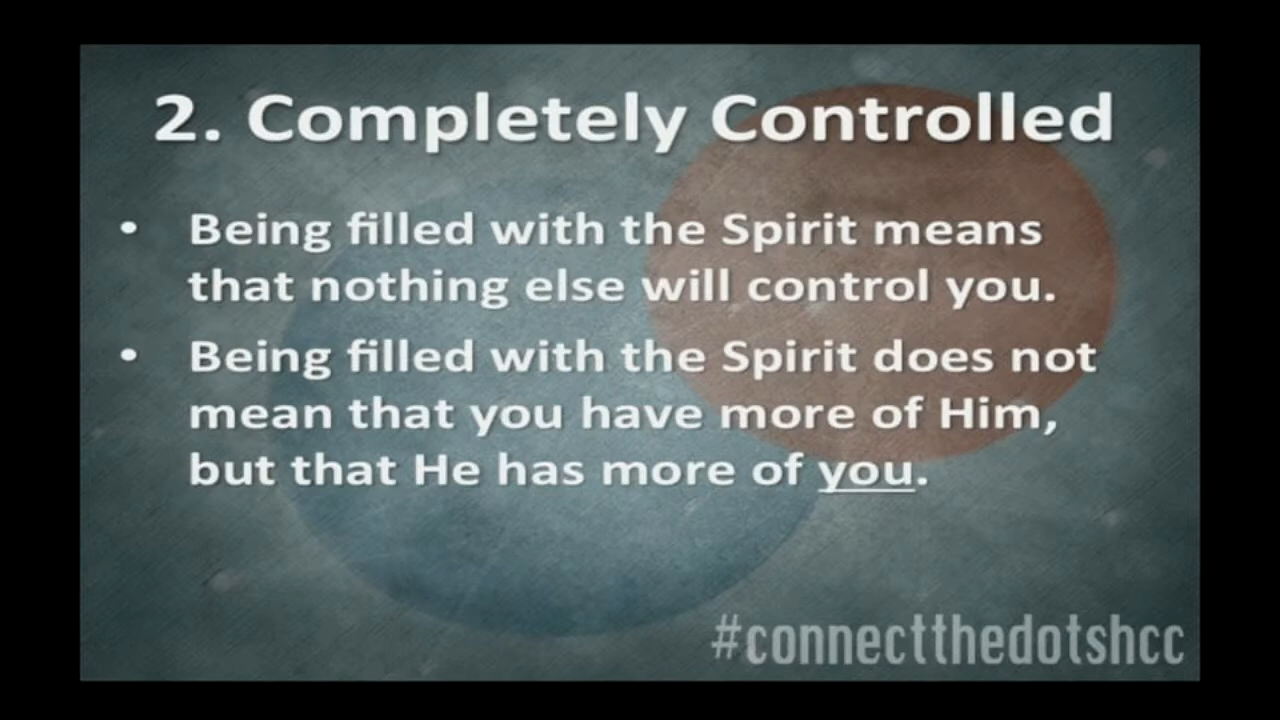 2. Completely Controlled
• Being filled with the Spirit means
that nothing else will control you.
• Being filled with the Spirit does not
mean that you have more of Him,
but that He has more of you.
#connectthedotshcc